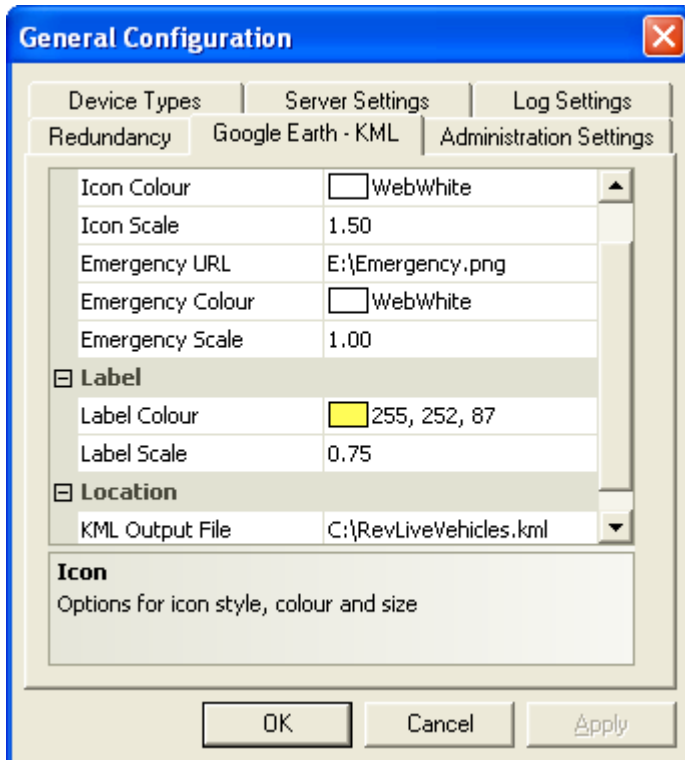 General Configuration
Device Types Server Settings Log Settings
Redundancy Google Earth - KML Administration Settings
Icon Colour WebWhite
Icon Scale 1.50
Emergency URL E:\Emergency.png
Emergency Colour WebWhite
Emergency Scale 1.00
Label
Label Colour 255, 252, 87
Label Scale 0.75
Location
KML Output File C:\RevLiveVehicles.kml
Icon
Options for icon style, colour and size
OK Cancel Apply